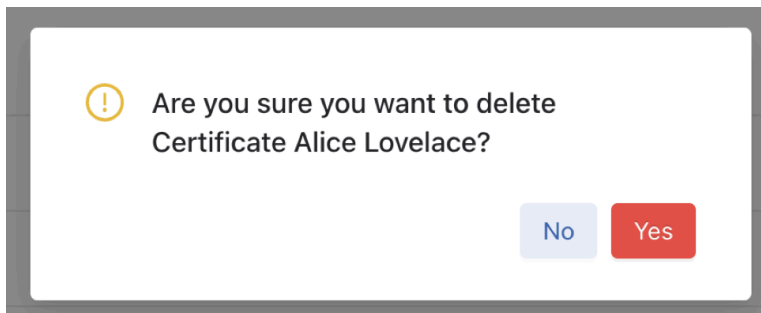 Are you sure you want to delete
Certificate Alice Lovelace?
No
Yes